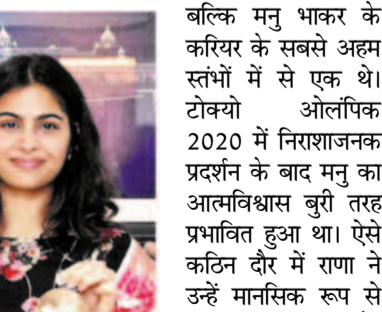 बल्कि मनु भाकर के
करियर के सबसे अहम
स्तंभों में से एक थे।
टोक्यो ओलंपिक
2020 में निराशाजनक
प्रदर्शन के बाद मनु का
आत्मविश्वास बुरी तरह
प्रभावित हुआ था। ऐसे
कठिन दौर में राणा ने
उन्हें मानसिक रूप से